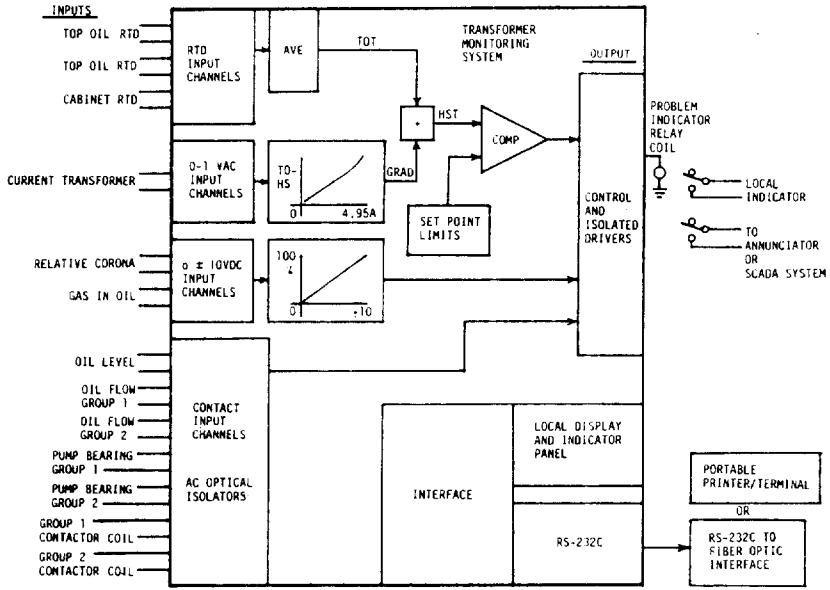 INPUTS
TOP OIL RTD
TOP OIL RTD
CABINET RTD
CURRENT TRANSFORMER
RELATIVE CORONA
GAS IN OIL
OIL LEVEL
OIL FLOW
GROUP 1
OIL FLOW
GROUP 2
PUMP BEARING
GROUP 1
PUMP BEARING
GROUP 2
GROUP 1
CONTACTOR COIL
GROUP 2
CONTACTOR COIL
RTD
INPUT
CHANNELS
AVE
TOT
TRANSFORMER
MONITORING
SYSTEM
0-1 VAC
INPUT
CHANNELS
TO-
HS
0
4.95A
GRAD
+
HST
COMP
SET POINT
LIMITS
0 ± 10VDC
INPUT
CHANNELS
100
%
0
+10
CONTACT
INPUT
CHANNELS
AC OPTICAL
ISOLATORS
OUTPUT
CONTROL
AND
ISOLATED
DRIVERS
PROBLEM
INDICATOR
RELAY
COIL
LOCAL
INDICATOR
TO
ANNUNCIATOR
OR
SCADA SYSTEM
INTERFACE
LOCAL DISPLAY
AND INDICATOR
PANEL
RS-232C
PORTABLE
PRINTER/TERMINAL
OR
RS-232C TO
FIBER OPTIC
INTERFACE